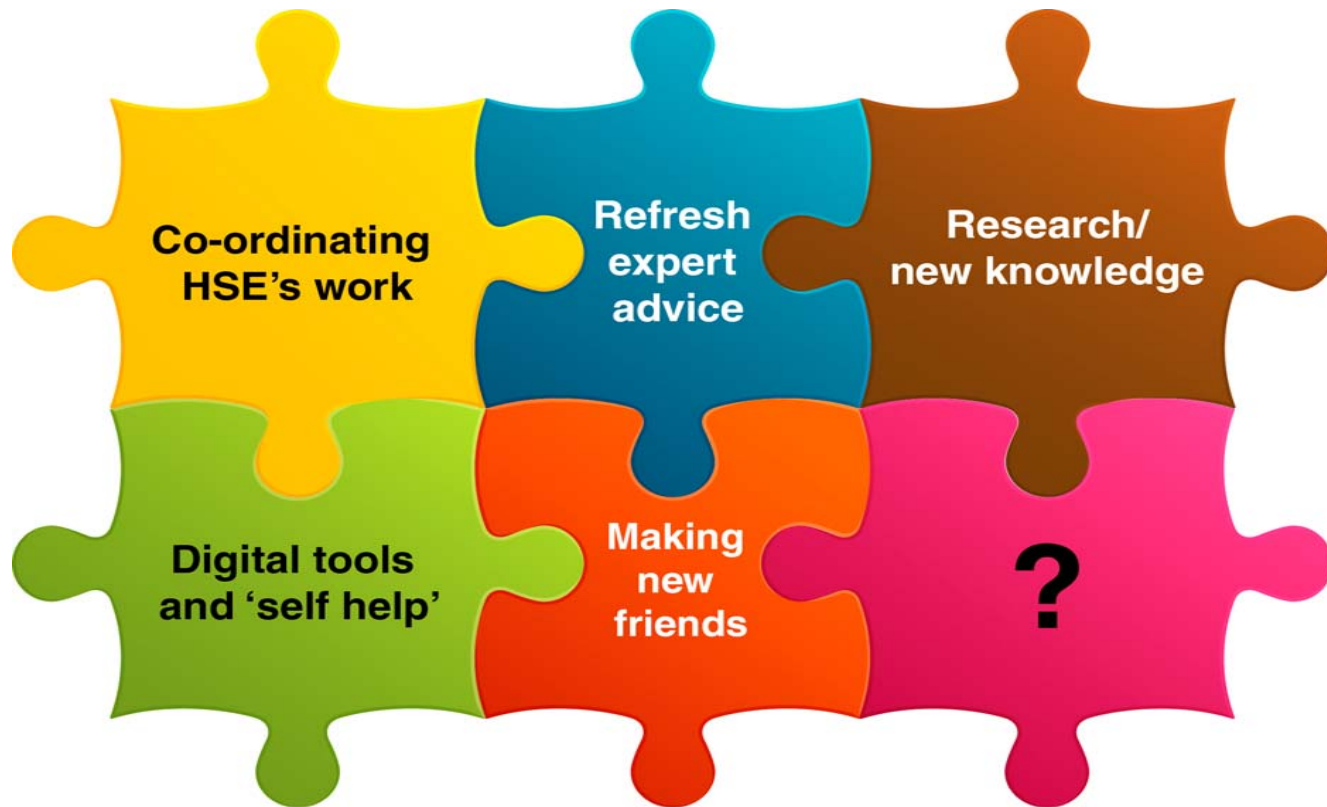 Co-ordinating
HSE’s work
Refresh
expert
advice
Research/
new knowledge
Digital tools
and ‘self help’
Making
new
friends
?